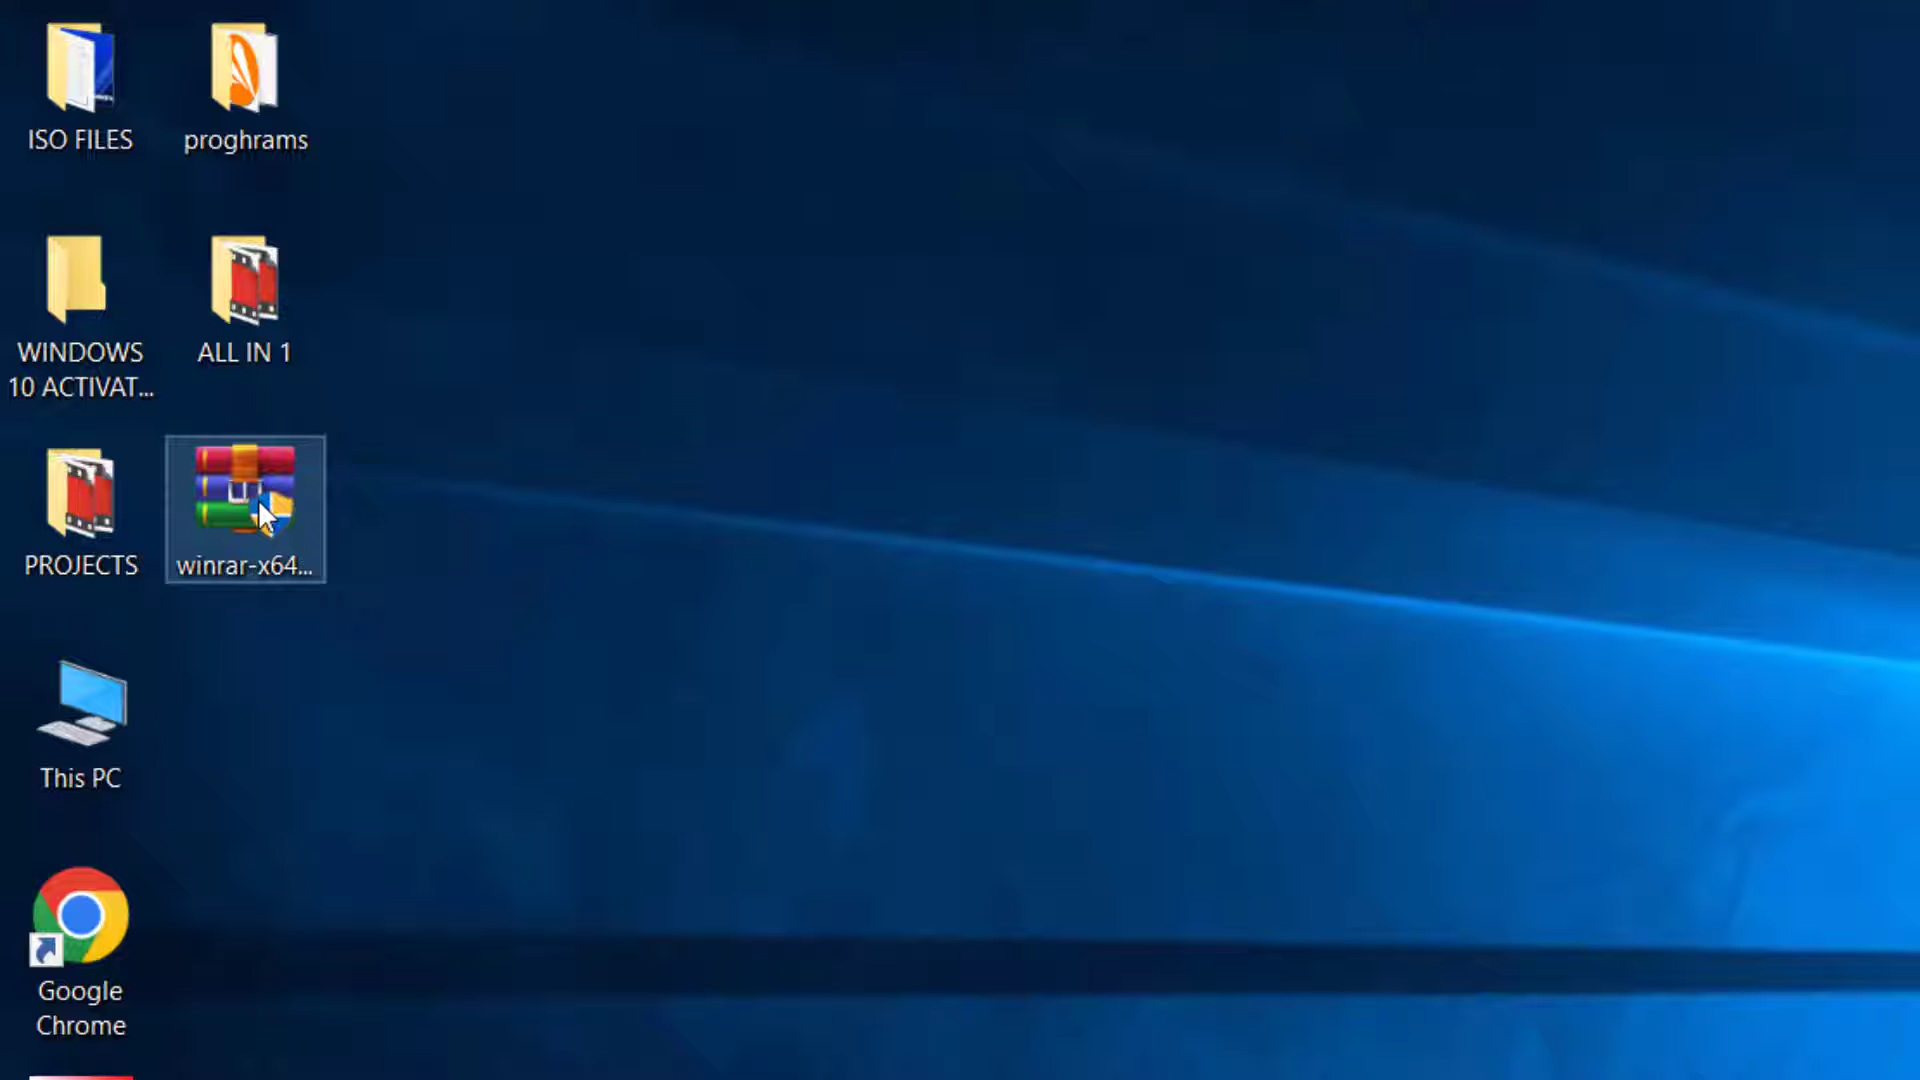 ISO FILES
proghrams
WINDOWS
10 ACTIVAT...
ALL IN 1
PROJECTS
winrar-x64...
This PC
Google
Chrome